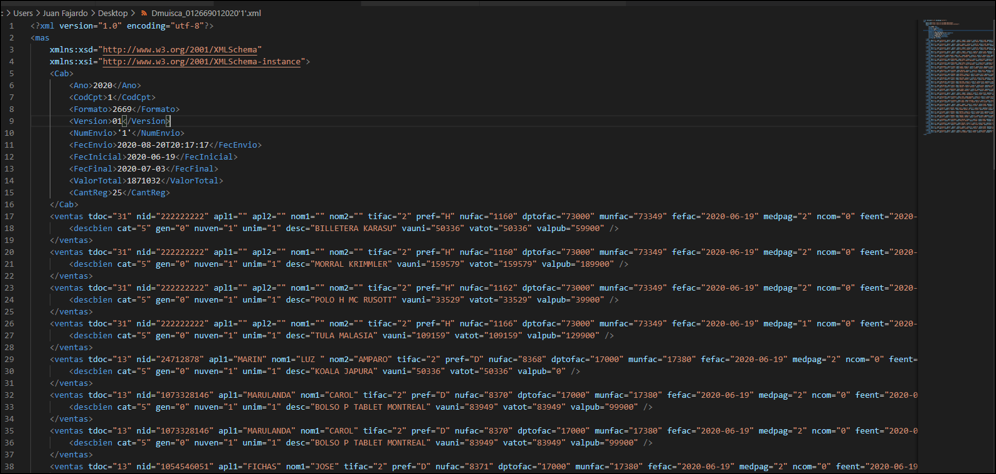 : > Users > Juan Fajardo > Desktop > Dmuisca_012669012020'1'.xml
1 <?xml version="1.0" encoding="utf-8"?>
2 <mas
3 xmlns:xsd="http://www.w3.org/2001/XMLSchema"
4 xmlns:xsi="http://www.w3.org/2001/XMLSchema-instance">
5 <Cab>
6 <Ano>2020</Ano>
7 <CodCpt>1</CodCpt>
8 <Formato>2669</Formato>
9 <Version>01</Version>
10 <NumEnvio>'1'</NumEnvio>
11 <FecEnvio>2020-08-20T20:17:17</FecEnvio>
12 <FecInicial>2020-06-19</FecInicial>
13 <FecFinal>2020-07-03</FecFinal>
14 <ValorTotal>1871032</ValorTotal>
15 <CantReg>25</CantReg>
16 </Cab>
17 <ventas tdoc="31" nid="222222222" apl1="" apl2="" nom1="" nom2="" tifac="2" pref="H" nufac="1160" dptofac="73000" munfac="73349" fefac="2020-06-19" medpag="2" ncom="0" feent="2020-
18 <descbien cat="5" gen="0" nuven="1" unim="1" desc="BILLETERA KARASU" vauni="50336" vatot="50336" valpub="59900" />
19 </ventas>
20 <ventas tdoc="31" nid="222222222" apl1="" apl2="" nom1="" nom2="" tifac="2" pref="H" nufac="1160" dptofac="73000" munfac="73349" fefac="2020-06-19" medpag="2" ncom="0" feent="2020-
21 <descbien cat="5" gen="0" nuven="1" unim="1" desc="MORRAL KRIMMLER" vauni="159579" vatot="159579" valpub="189900" />
22 </ventas>
23 <ventas tdoc="31" nid="222222222" apl1="" apl2="" nom1="" nom2="" tifac="2" pref="H" nufac="1162" dptofac="73000" munfac="73349" fefac="2020-06-19" medpag="2" ncom="0" feent="2020-
24 <descbien cat="5" gen="0" nuven="1" unim="1" desc="POLO H MC RUSOTT" vauni="33529" vatot="33529" valpub="39900" />
25 </ventas>
26 <ventas tdoc="31" nid="222222222" apl1="" apl2="" nom1="" nom2="" tifac="2" pref="H" nufac="1166" dptofac="73000" munfac="73349" fefac="2020-06-19" medpag="1" ncom="0" feent="2020-
27 <descbien cat="5" gen="0" nuven="1" unim="1" desc="TULA MALASIA" vauni="109159" vatot="109159" valpub="129900" />
28 </ventas>
29 <ventas tdoc="13" nid="24712878" apl1="MARIN" nom1="LUZ " nom2="AMPARO" tifac="2" pref="D" nufac="8368" dptofac="17000" munfac="17380" fefac="2020-06-19" medpag="2" ncom="0" feent=
30 <descbien cat="5" gen="0" nuven="1" unim="1" desc="KOALA JAPURA" vauni="50336" vatot="50336" valpub="0" />
31 </ventas>
32 <ventas tdoc="13" nid="1073328146" apl1="MARULANDA" nom1="CAROL" tifac="2" pref="D" nufac="8370" dptofac="17000" munfac="17380" fefac="2020-06-19" medpag="2" ncom="0" feent="2020-0
33 <descbien cat="5" gen="0" nuven="1" unim="1" desc="BOLSO P TABLET MONTREAL" vauni="83949" vatot="83949" valpub="99900" />
34 </ventas>
35 <ventas tdoc="13" nid="1073328146" apl1="MARULANDA" nom1="CAROL" tifac="2" pref="D" nufac="8370" dptofac="17000" munfac="17380" fefac="2020-06-19" medpag="2" ncom="0" feent="2020-0
36 <descbien cat="5" gen="0" nuven="1" unim="1" desc="BOLSO P TABLET MONTREAL" vauni="83949" vatot="83949" valpub="99900" />
37 </ventas>
38 <ventas tdoc="13" nid="1054546051" apl1="FICHAS" nom1="JOSE" tifac="2" pref="D" nufac="8371" dptofac="17000" munfac="17380" fefac="2020-06-19" medpag="2" ncom="0" feent="2020-0